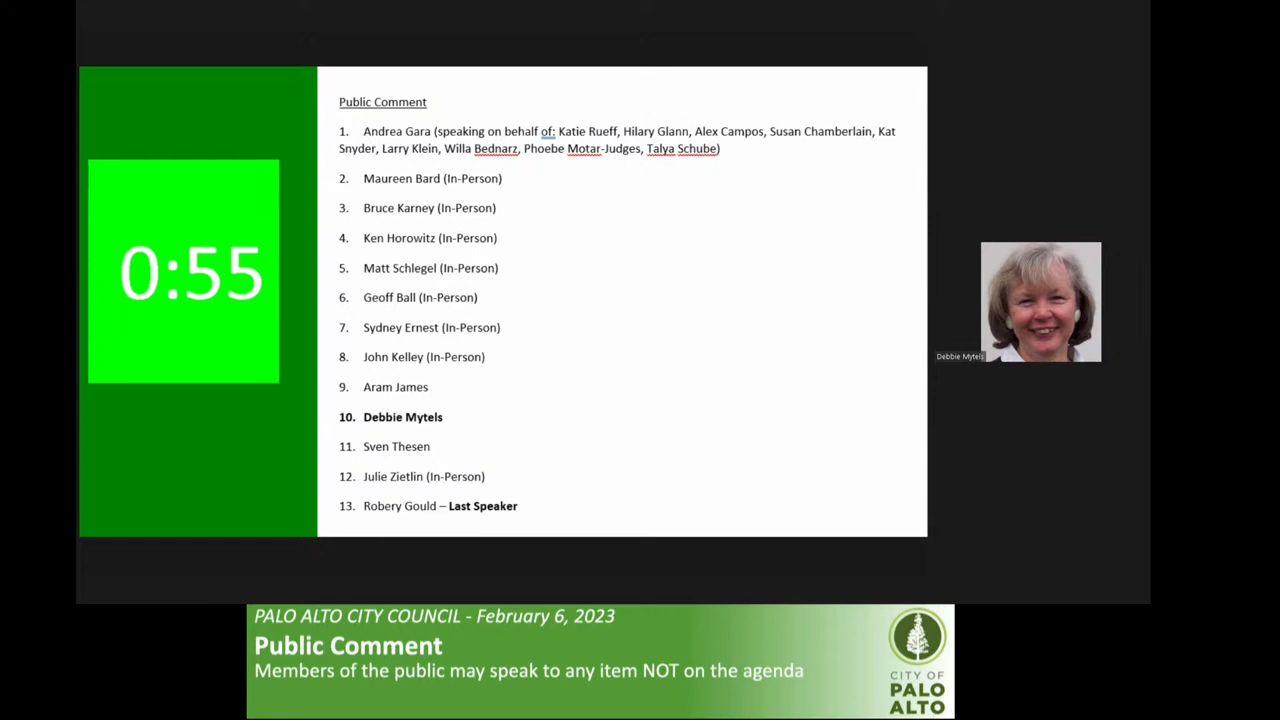 Public Comment
1. Andrea Gara (speaking on behalf of: Katie Rueff, Hilary Glann, Alex Campos, Susan Chamberlain, Kat
Snyder, Larry Klein, Willa Bednarz, Phoebe Motar-Judges, Talya Schube)
2. Maureen Bard (In-Person)
3. Bruce Karney (In-Person)
4. Ken Horowitz (In-Person)
5. Matt Schlegel (In-Person)
6. Geoff Ball (In-Person)
7. Sydney Ernest (In-Person)
8. John Kelley (In-Person)
9. Aram James
10. Debbie Mytels
11. Sven Thesen
12. Julie Zietlin (In-Person)
13. Robery Gould – Last Speaker
0:55
Debbie Mytels
PALO ALTO CITY COUNCIL - February 6, 2023
Public Comment
Members of the public may speak to any item NOT on the agenda
CITY OF
PALO
ALTO